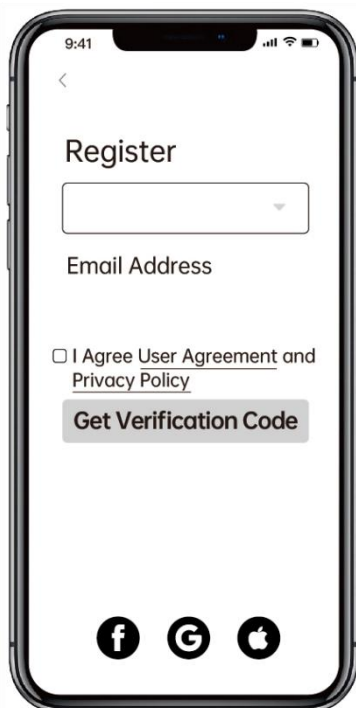 9:41
Register
Email Address
I Agree User Agreement and
Privacy Policy
Get Verification Code